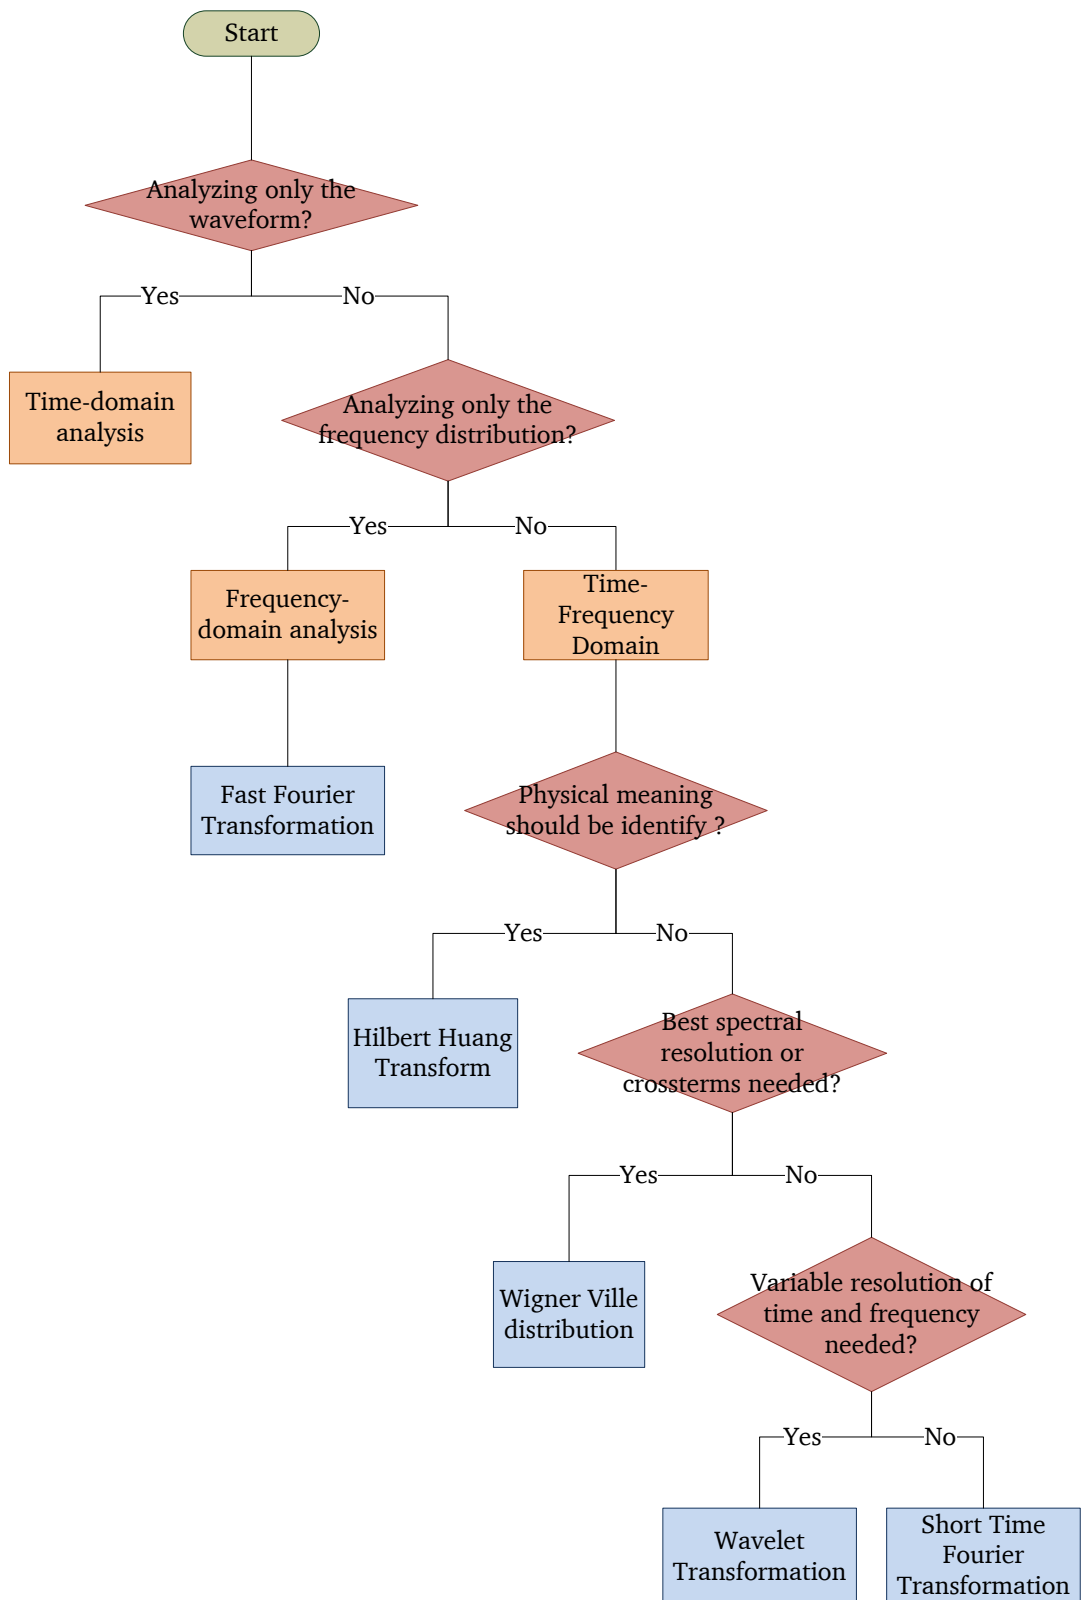 Start
Analyzing only the
waveform?
Yes
No
Time-domain
analysis
Analyzing only the
frequency distribution?
Yes
No
Frequency-
domain analysis
Time-
Frequency
Domain
Fast Fourier
Transformation
Physical meaning
should be identify ?
Yes
No
Hilbert Huang
Transform
Best spectral
resolution or
crossterms needed?
Yes
No
Wigner Ville
distribution
Variable resolution of
time and frequency
needed?
Yes
No
Wavelet
Transformation
Short Time
Fourier
Transformation